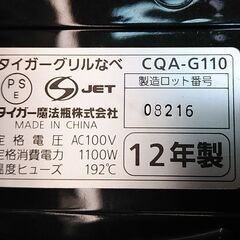 タイガーグリルなべ CQA-G110
PS
E
JET
製造ロット番号
08216
タイガー魔法瓶株式会社
MADE IN CHINA
定格電圧 AC100V
定格消費電力 1100W
温度ヒューズ 192℃
12年製